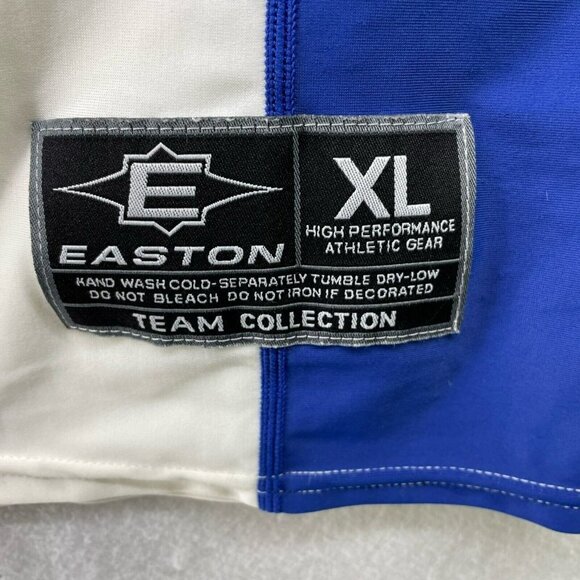 E
EASTON
XL
HIGH PERFORMANCE
ATHLETIC GEAR
HAND WASH COLD-SEPARATELY TUMBLE DRY-LOW
DO NOT BLEACH DO NOT IRON IF DECORATED
TEAM COLLECTION